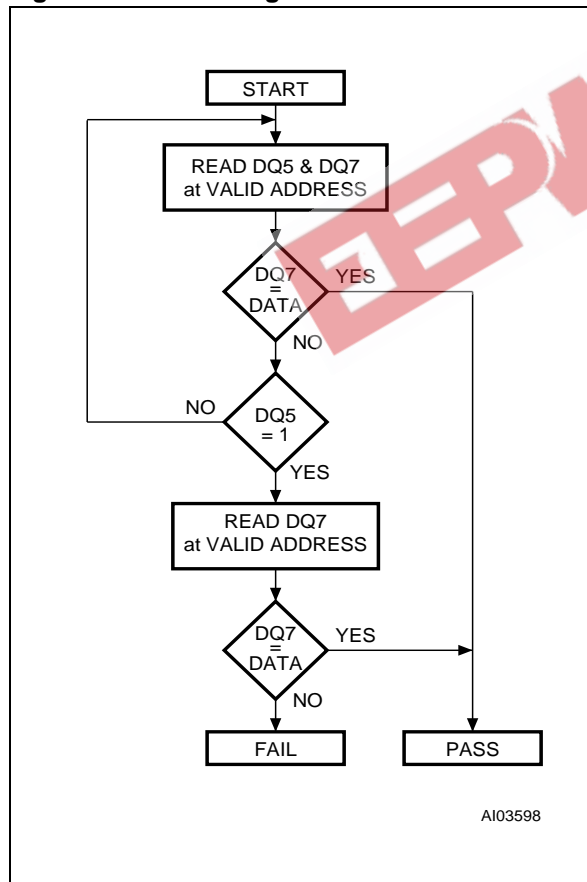 START
READ DQ5 & DQ7
at VALID ADDRESS
DQ7
=
DATA
YES
NO
DQ5
= 1
NO
YES
READ DQ7
at VALID ADDRESS
DQ7
=
DATA
YES
NO
FAIL
PASS
AI03598